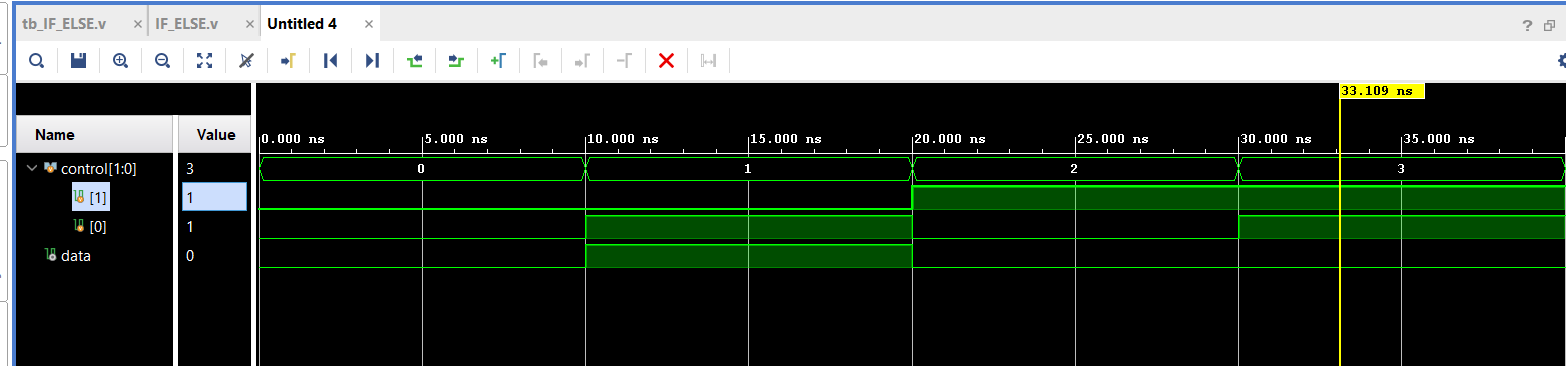 tb_IF_ELSE.v × IF_ELSE.v × Untitled 4 × ?
33.109 ns
Name Value 0.000 ns 5.000 ns 10.000 ns 15.000 ns 20.000 ns 25.000 ns 30.000 ns 35.000 ns
control[1:0] 3 0 1 2 3
[1] 1
[0] 1
data 0